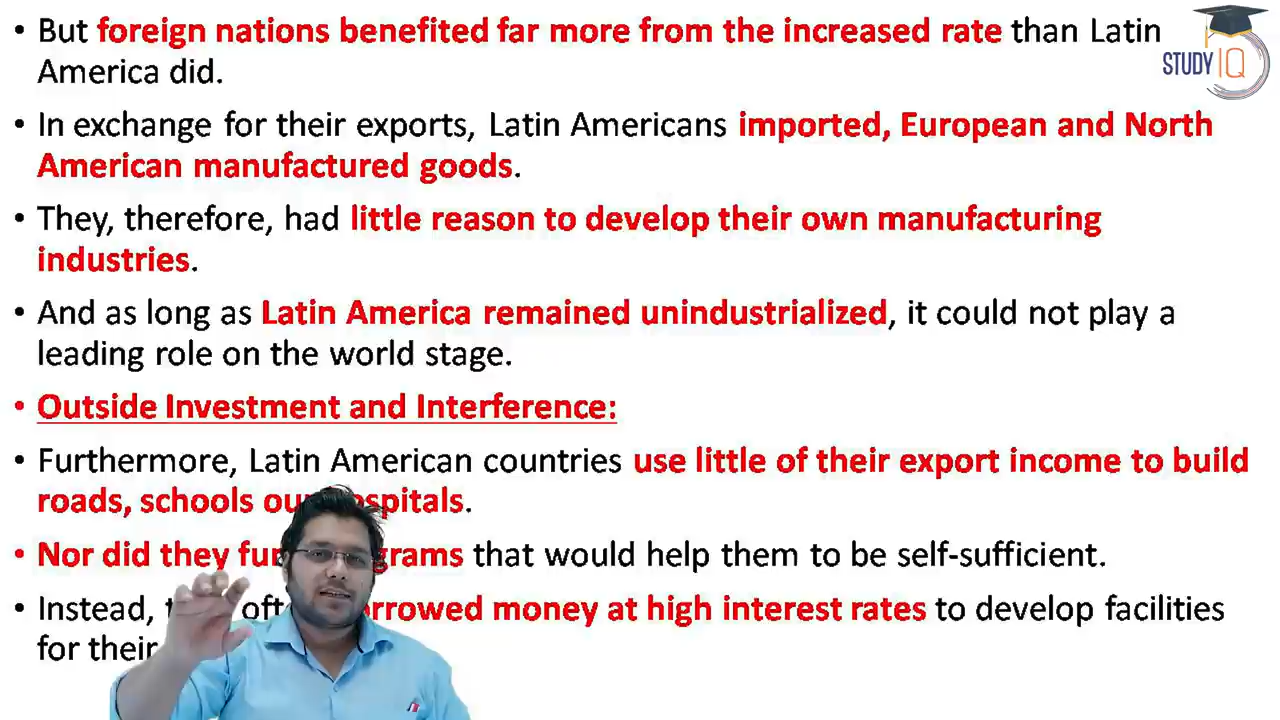 • But foreign nations benefited far more from the increased rate than Latin
America did.
• In exchange for their exports, Latin Americans imported, European and North
American manufactured goods.
• They, therefore, had little reason to develop their own manufacturing
industries.
• And as long as Latin America remained unindustrialized, it could not play a
leading role on the world stage.
• Outside Investment and Interference:
• Furthermore, Latin American countries use little of their export income to build
roads, schools our hospitals.
• Nor did they programs that would help them to be self-sufficient.
• Instead, borrowed money at high interest rates to develop facilities
for their
STUDY IQ